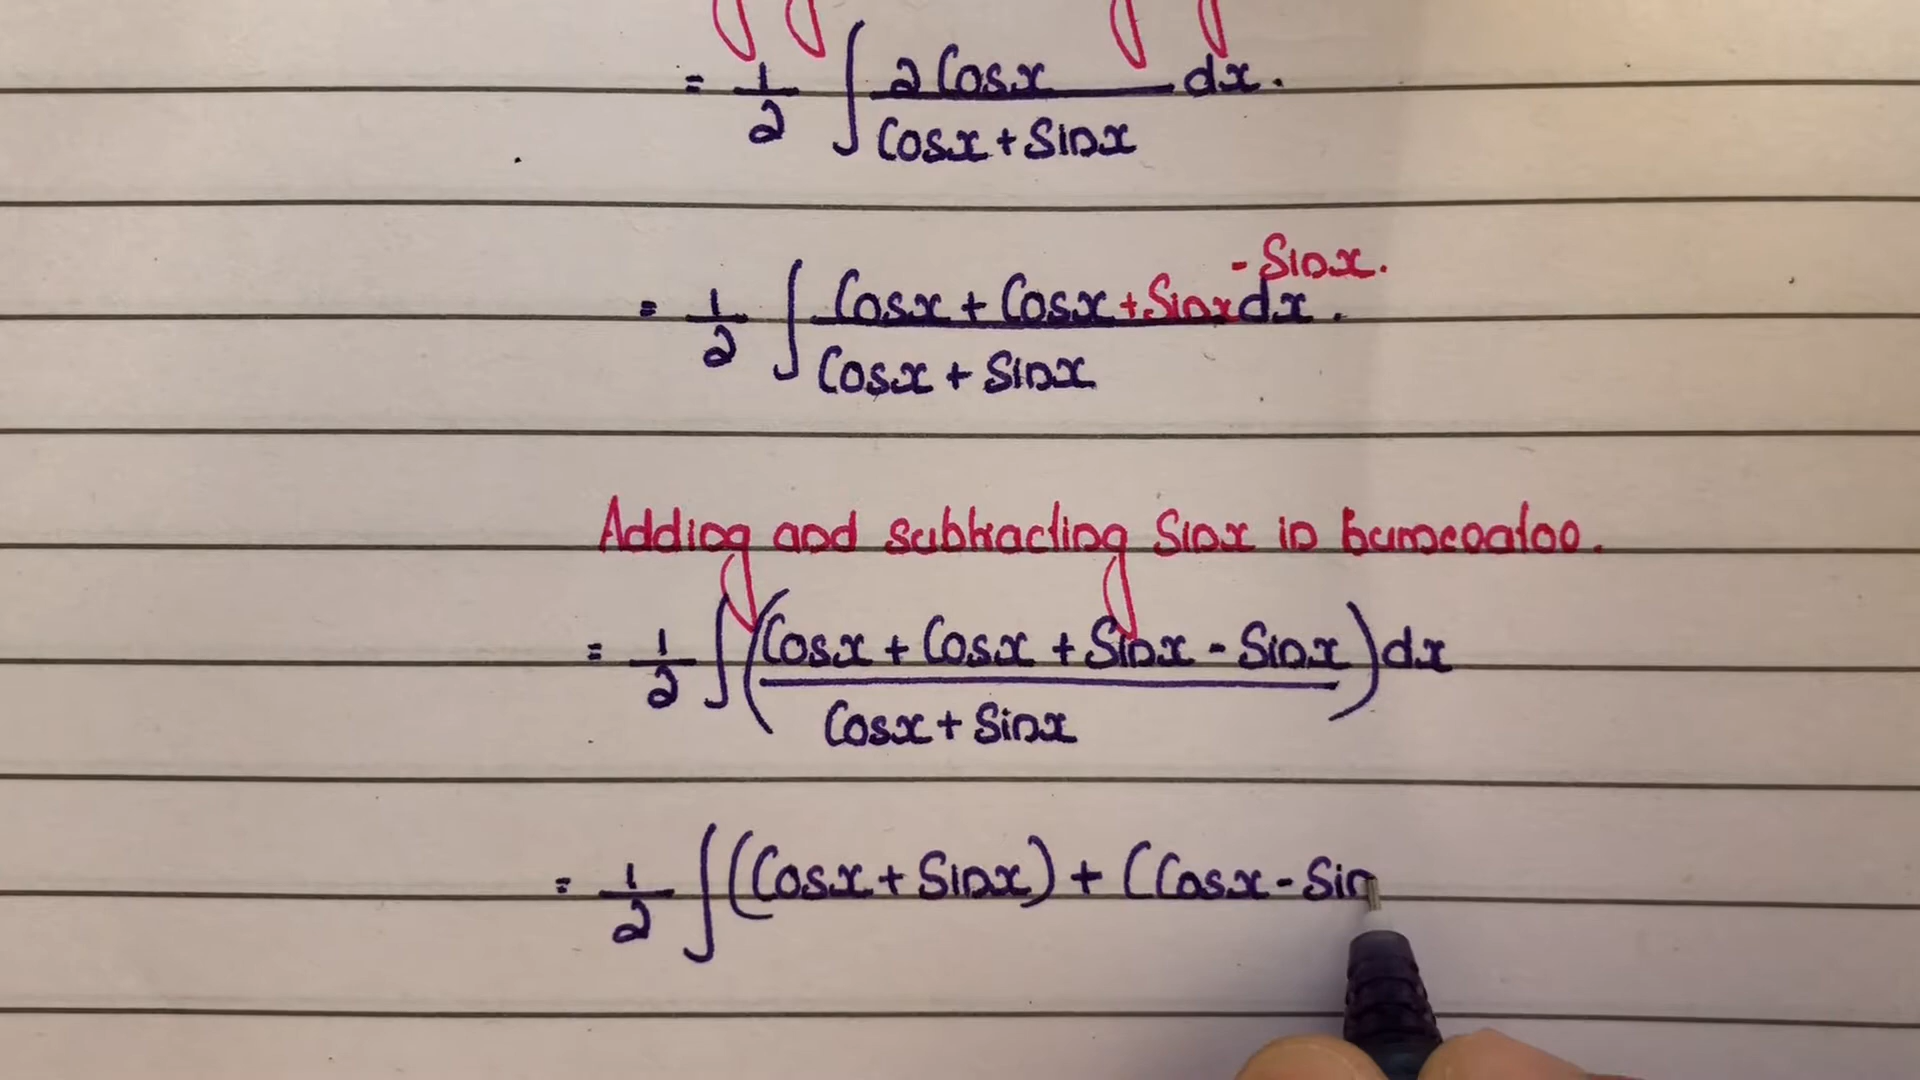 = 1/2 ∫ 2 Cosx / Cosx + Sinx dx.
- Sinx.
= 1/2 ∫ Cosx + Cosx + Sinx / Cosx + Sinx dx.
Adding and subtracting Sinx in
= 1/2 ∫ (Cosx + Cosx + Sinx - Sinx / Cosx + Sinx) dx
= 1/2 ∫ (Cosx + Sinx) + (Cosx - Sin